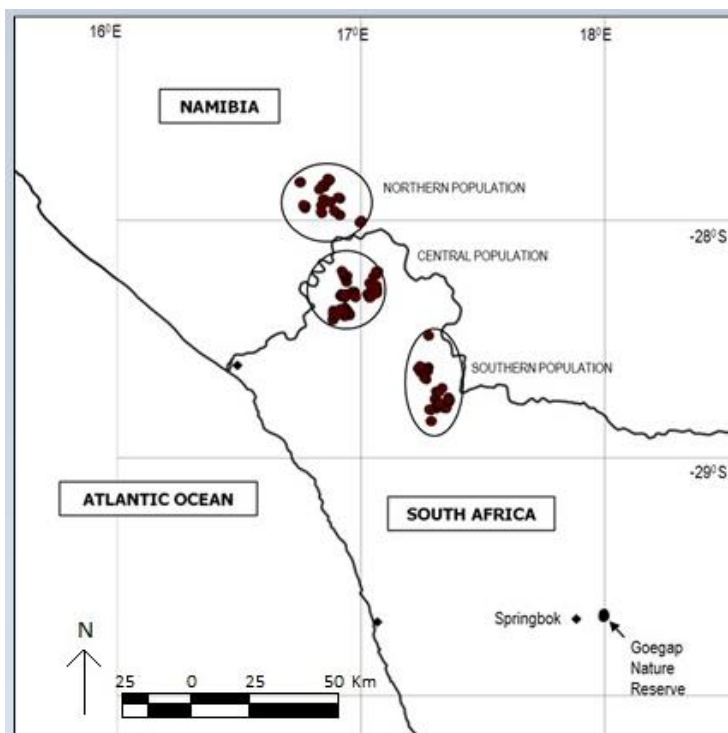 16⁰E
17⁰E
18⁰E
NAMIBIA
NORTHERN POPULATION
-28⁰S
CENTRAL POPULATION
SOUTHERN POPULATION
-29⁰S
ATLANTIC OCEAN
SOUTH AFRICA
Springbok
Goegap
Nature
Reserve
N
25 0 25 50 Km